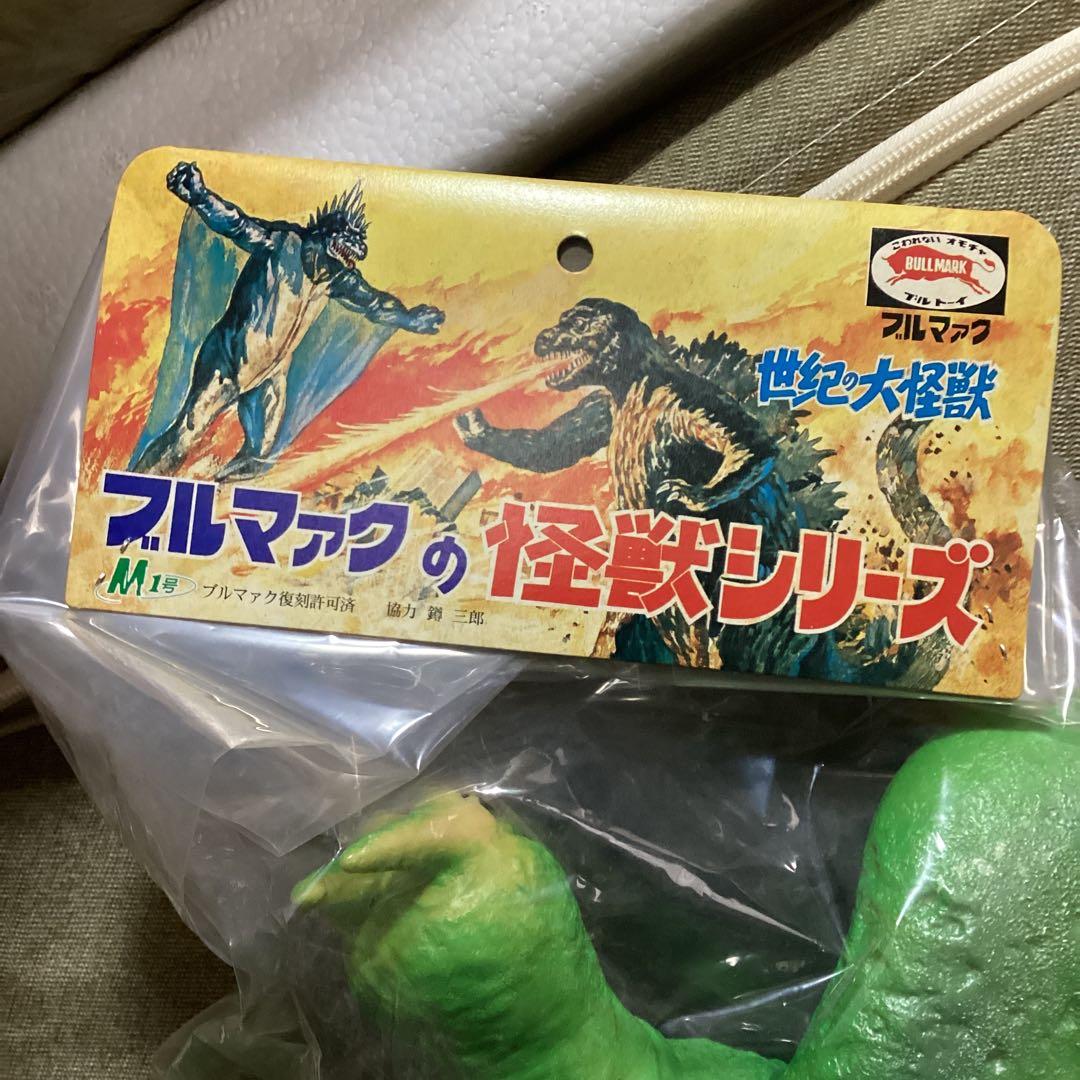 こわれない オモチャ
BULLMARK
ブルトーイ
ブルマァク
世紀の大怪獣
ブルマァクの怪獣シリーズ
M1号
ブルマァク復刻許可済 協力 鐏 三郎